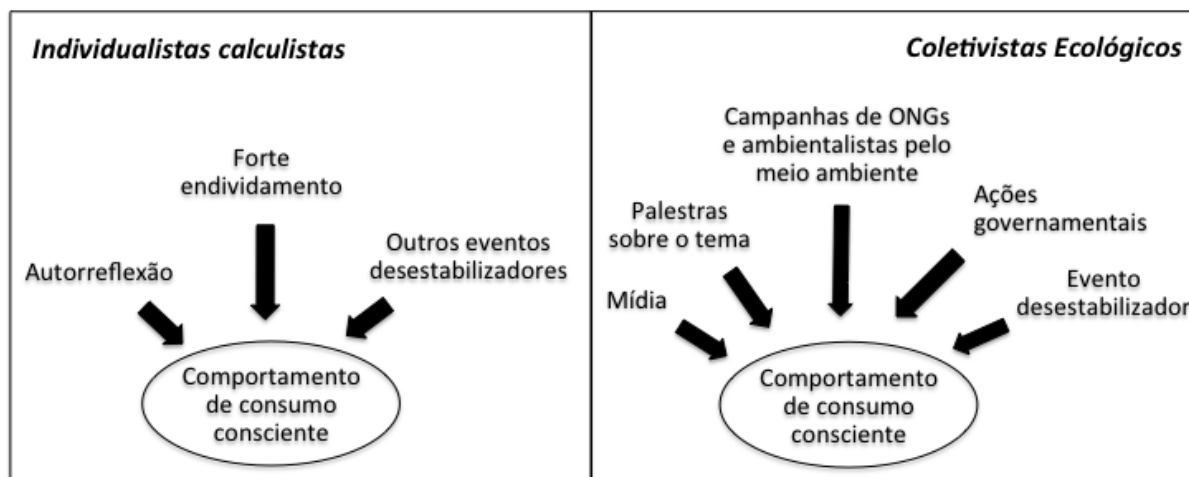 Individualistas calculistas
Forte
endividamento
Autorreflexão
Outros eventos
desestabilizadores
Comportamento
de consumo
consciente
Coletivistas Ecológicos
Campanhas de ONGs
e ambientalistas pelo
meio ambiente
Palestras
sobre o tema
Ações
governamentais
Mídia
Evento
desestabilizador
Comportamento
de consumo
consciente